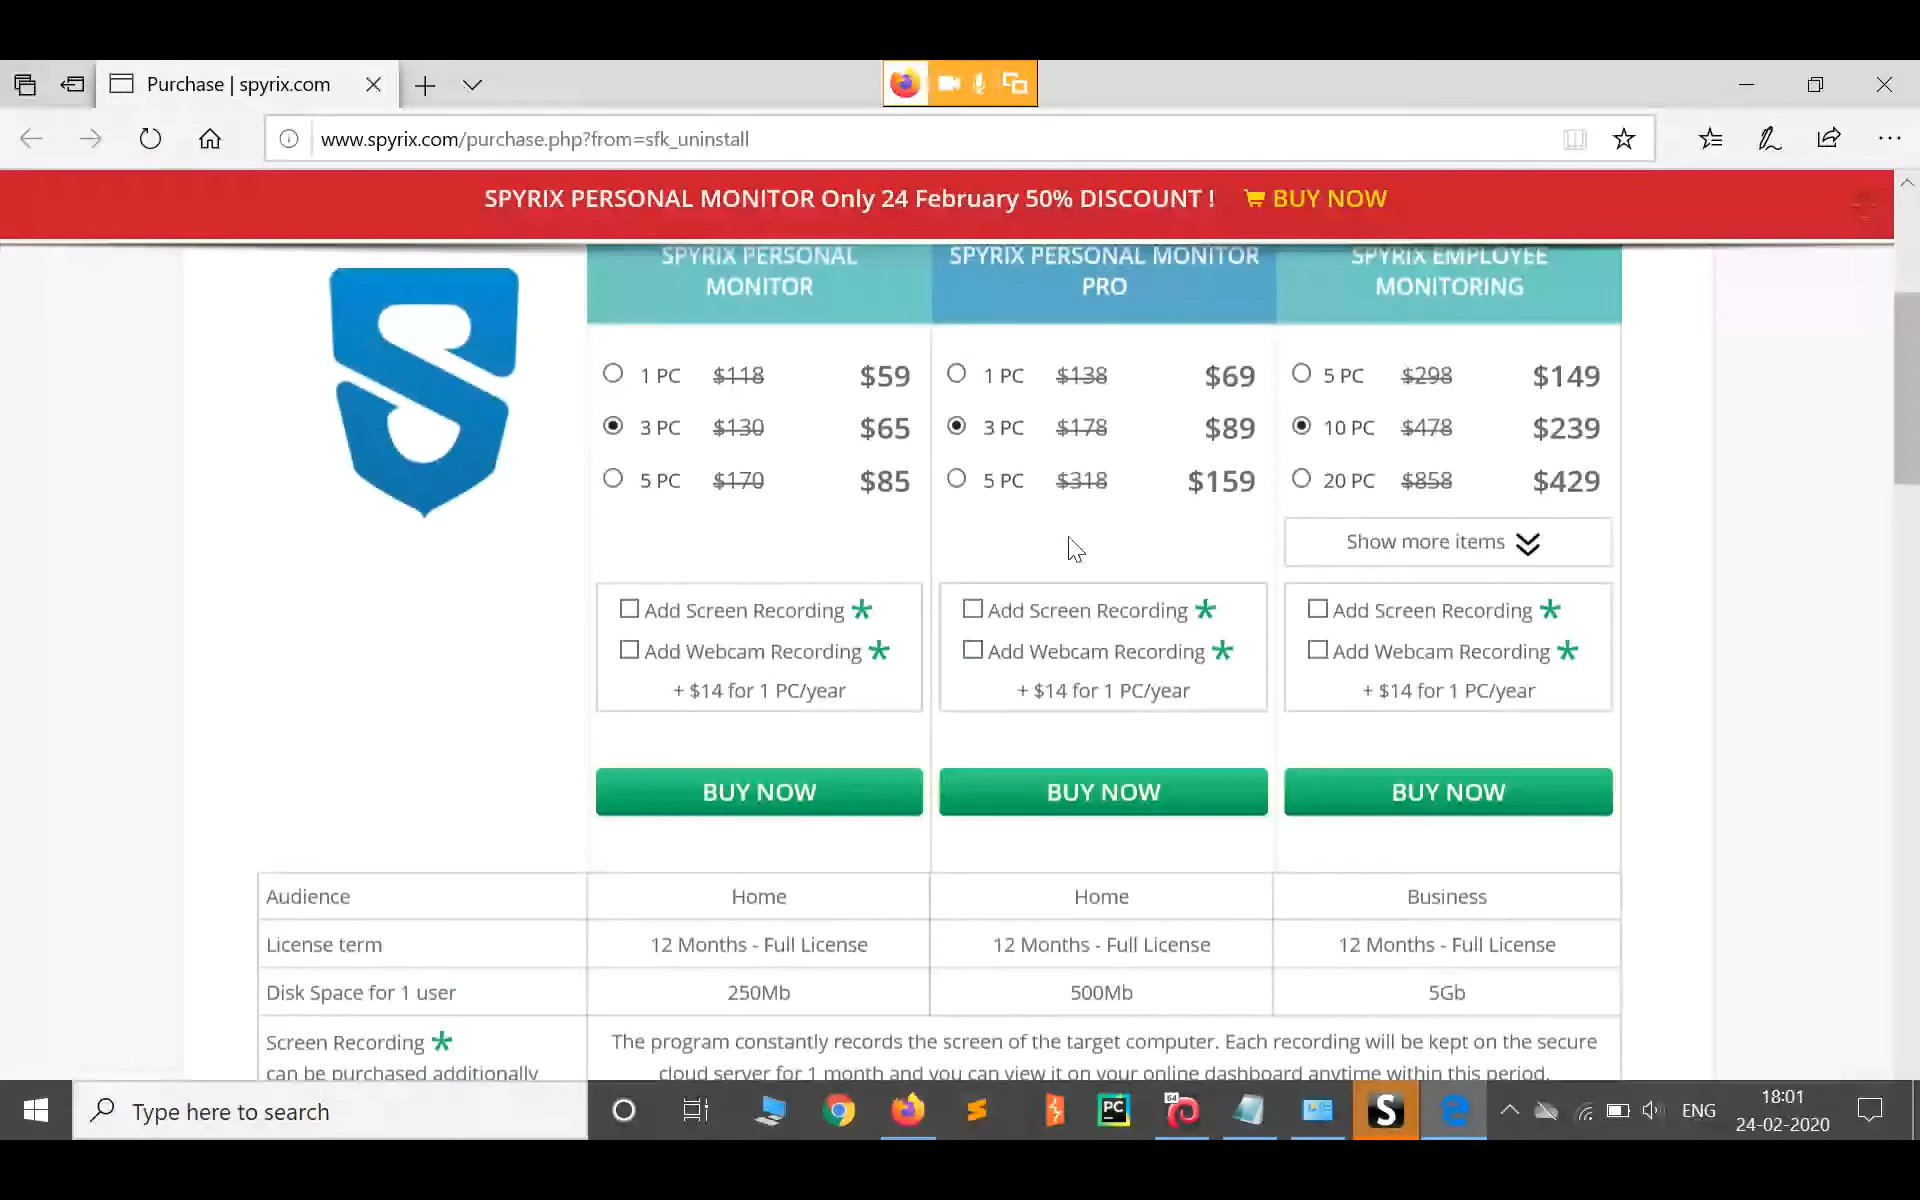 Purchase | spyrix.com
www.spyrix.com/purchase.php?from=sfk_uninstall
SPYRIX PERSONAL MONITOR Only 24 February 50% DISCOUNT ! BUY NOW
SPYRIX PERSONAL MONITOR
SPYRIX PERSONAL MONITOR PRO
SPYRIX EMPLOYEE MONITORING
1 PC $118 $59
3 PC $130 $65
5 PC $170 $85
1 PC $138 $69
3 PC $178 $89
5 PC $318 $159
5 PC $298 $149
10 PC $478 $239
20 PC $858 $429
Show more items
Add Screen Recording *
Add Webcam Recording *
+ $14 for 1 PC/year
Add Screen Recording *
Add Webcam Recording *
+ $14 for 1 PC/year
Add Screen Recording *
Add Webcam Recording *
+ $14 for 1 PC/year
BUY NOW BUY NOW BUY NOW
Audience Home Home Business
License term 12 Months - Full License 12 Months - Full License 12 Months - Full License
Disk Space for 1 user 250Mb 500Mb 5Gb
Screen Recording *
can be purchased additionally
The program constantly records the screen of the target computer. Each recording will be kept on the secure
cloud server for 1 month and you can view it on your online dashboard anytime within this period.
Type here to search
PC
64
S
ENG
18:01
24-02-2020